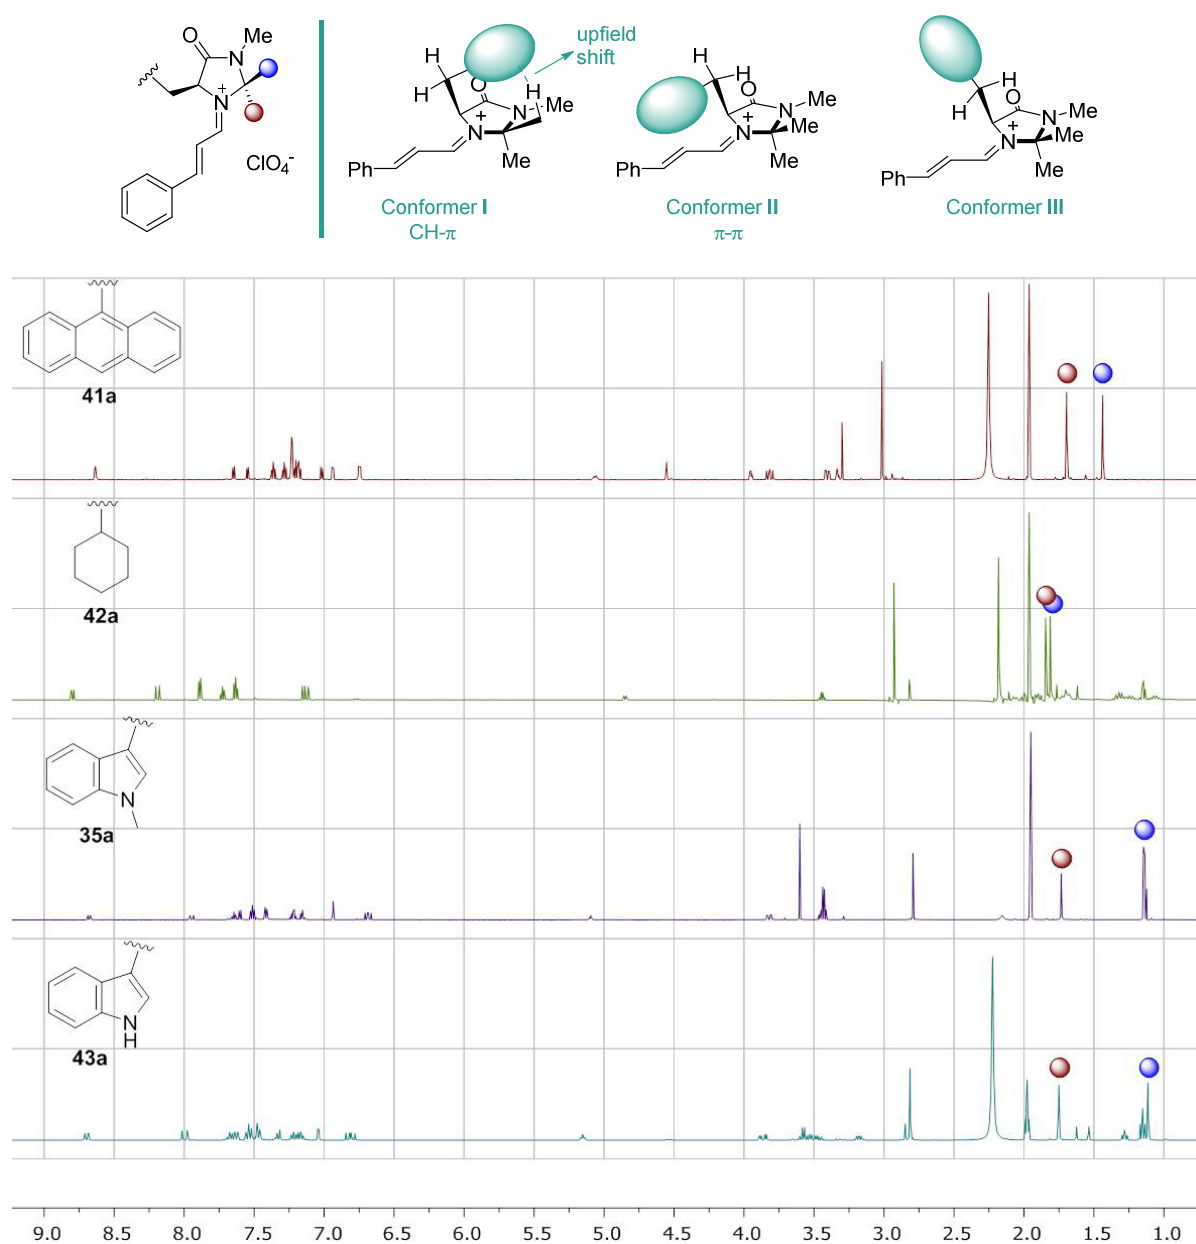 O
N
Me
+
N
ClO4-
H
H
O
upfield
shift
H
N
Me
+
N
Me
Ph
Conformer I
CH-π
H
H
O
N
Me
+
N
Me
Me
Ph
Conformer II
π-π
H
H
O
N
Me
+
N
Me
Me
Ph
Conformer III
41a
42a
N
35a
N
H
43a
9.0 8.5 8.0 7.5 7.0 6.5 6.0 5.5 5.0 4.5 4.0 3.5 3.0 2.5 2.0 1.5 1.0